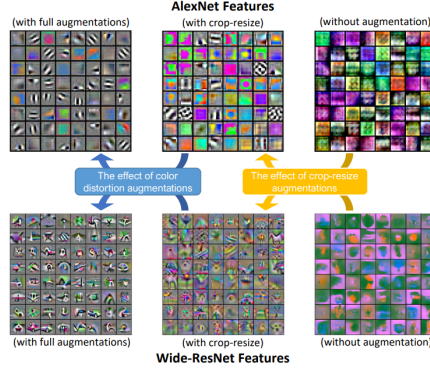 AlexNet Features
(with full augmentations)
(with crop-resize)
(without augmentation)
The effect of color
distortion augmentations
The effect of crop-resize
augmentations
(with full augmentations)
(with crop-resize)
(without augmentation)
Wide-ResNet Features